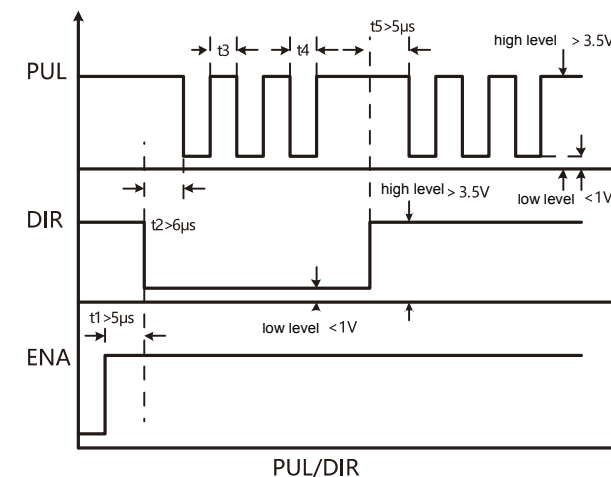 t5>5μs
t3
t4
high level > 3.5V
PUL
high level > 3.5V
low level <1V
DIR
t2>6μs
t1>5μs
low level <1V
ENA
PUL/DIR